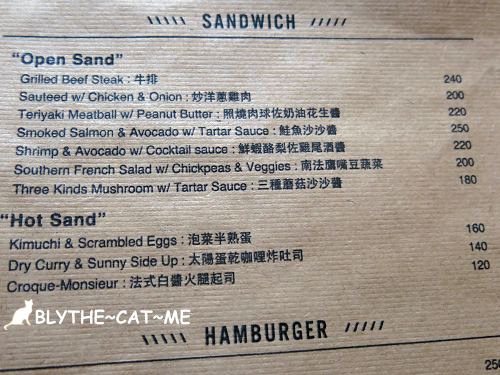 ///// SANDWICH /////
“Open Sand”
Grilled Beef Steak : 牛排 240
Sauteed w/ Chicken & Onion : 炒洋蔥雞肉 200
Teriyaki Meatball w/ Peanut Butter : 照燒肉球佐奶油花生醬 220
Smoked Salmon & Avocado w/ Tartar Sauce : 鮭魚沙沙醬 250
Shrimp & Avocado w/ Cocktail sauce : 鮮蝦酪梨佐雞尾酒醬 220
Southern French Salad w/ Chickpeas & Veggies : 南法鷹嘴豆蔬菜 200
Three Kinds Mushroom w/ Tartar Sauce : 三種蘑菇沙沙醬 180
“Hot Sand”
Kimuchi & Scrambled Eggs : 泡菜半熟蛋 160
Dry Curry & Sunny Side Up : 太陽蛋乾咖哩炸吐司 140
Croque-Monsieur : 法式白醬火腿起司 120
BLYTHE~CAT~ME
///// HAMBURGER /////
250